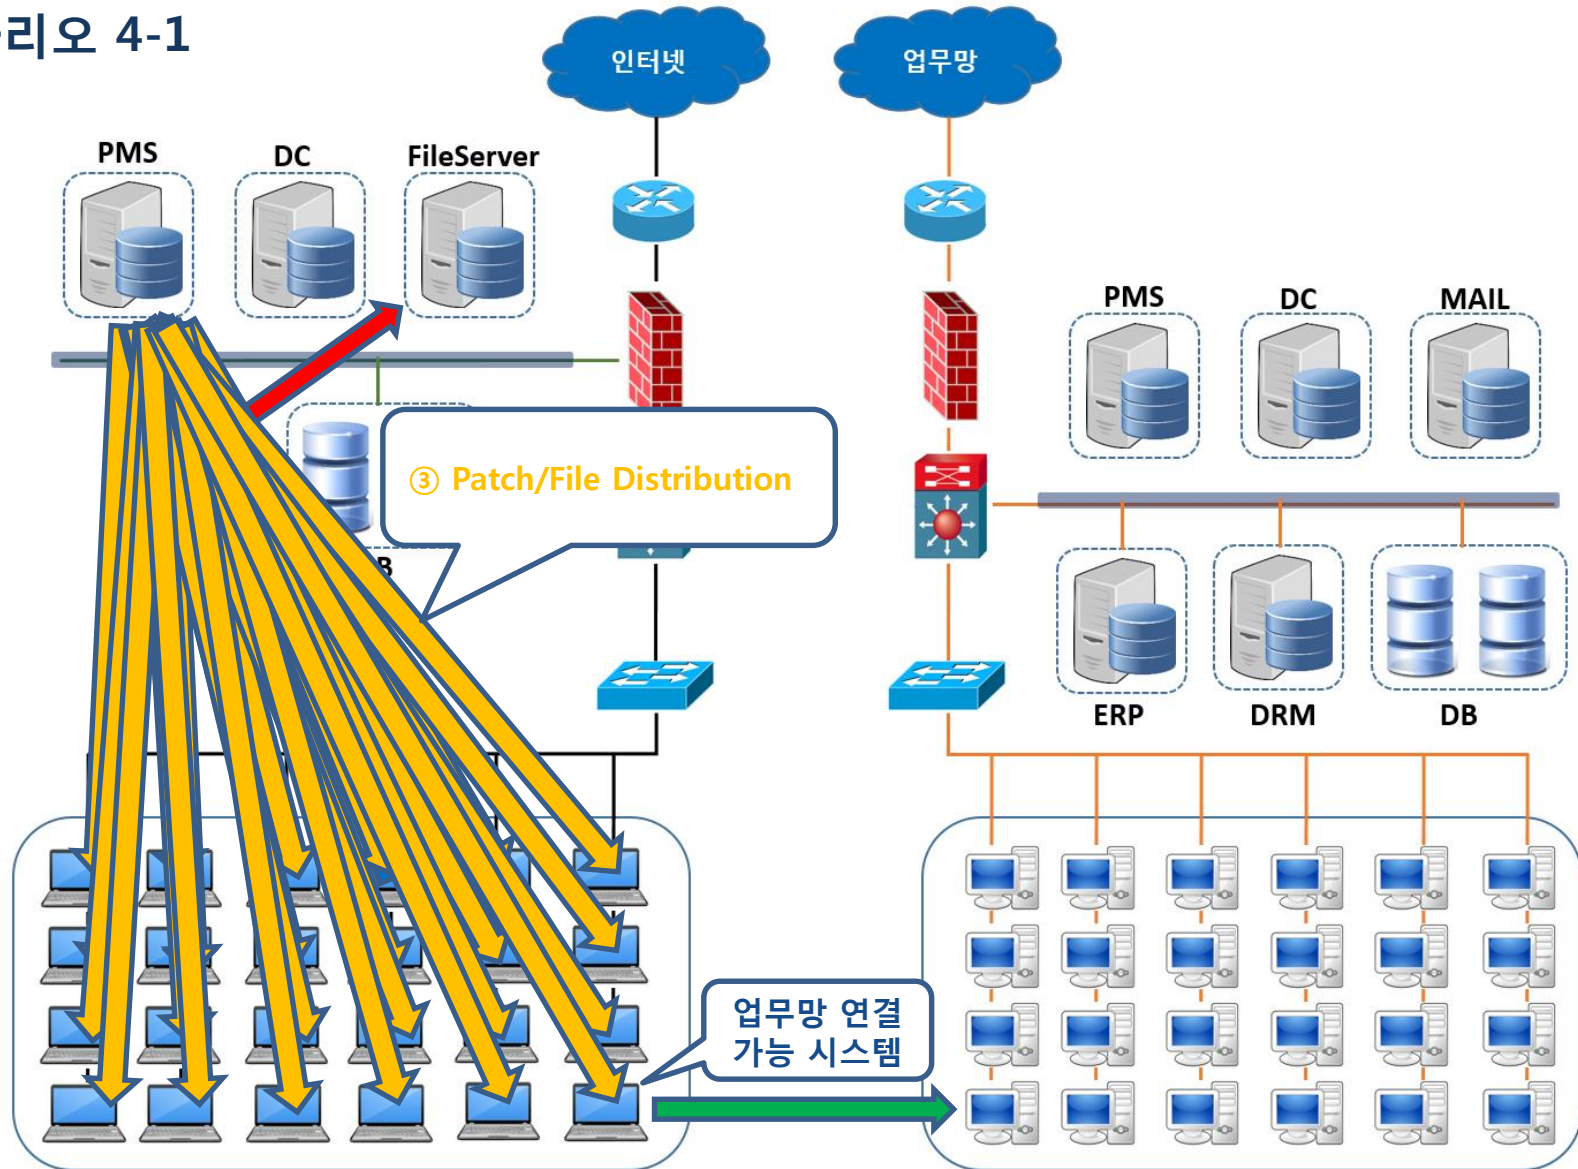 리오 4-1
인터넷
업무망
PMS
DC
FileServer
PMS
DC
MAIL
③ Patch/File Distribution
B
ERP
DRM
DB
업무망 연결
가능 시스템